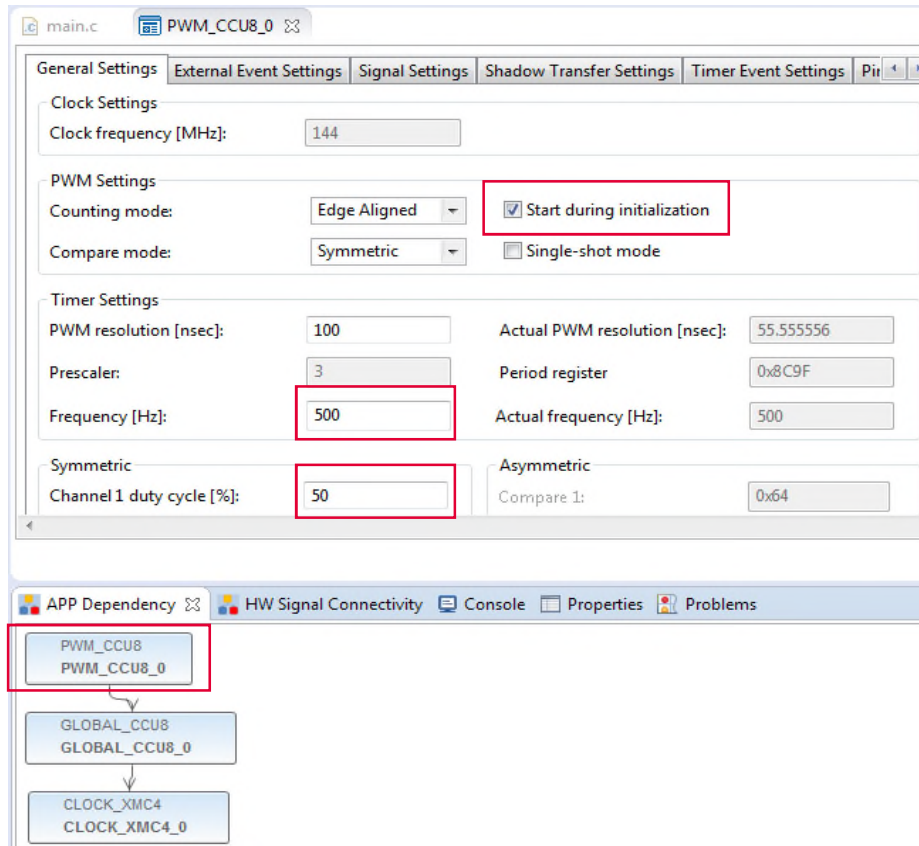 main.c PWM_CCU8_0
General Settings External Event Settings Signal Settings Shadow Transfer Settings Timer Event Settings Pir
Clock Settings
Clock frequency [MHz]: 144
PWM Settings
Counting mode: Edge Aligned Start during initialization
Compare mode: Symmetric Single-shot mode
Timer Settings
PWM resolution [nsec]: 100 Actual PWM resolution [nsec]: 55.555556
Prescaler: 3 Period register 0x8C9F
Frequency [Hz]: 500 Actual frequency [Hz]: 500
Symmetric Asymmetric
Channel 1 duty cycle [%]: 50 Compare 1: 0x64
APP Dependency HW Signal Connectivity Console Properties Problems
PWM_CCU8
PWM_CCU8_0
GLOBAL_CCU8
GLOBAL_CCU8_0
CLOCK_XMC4
CLOCK_XMC4_0